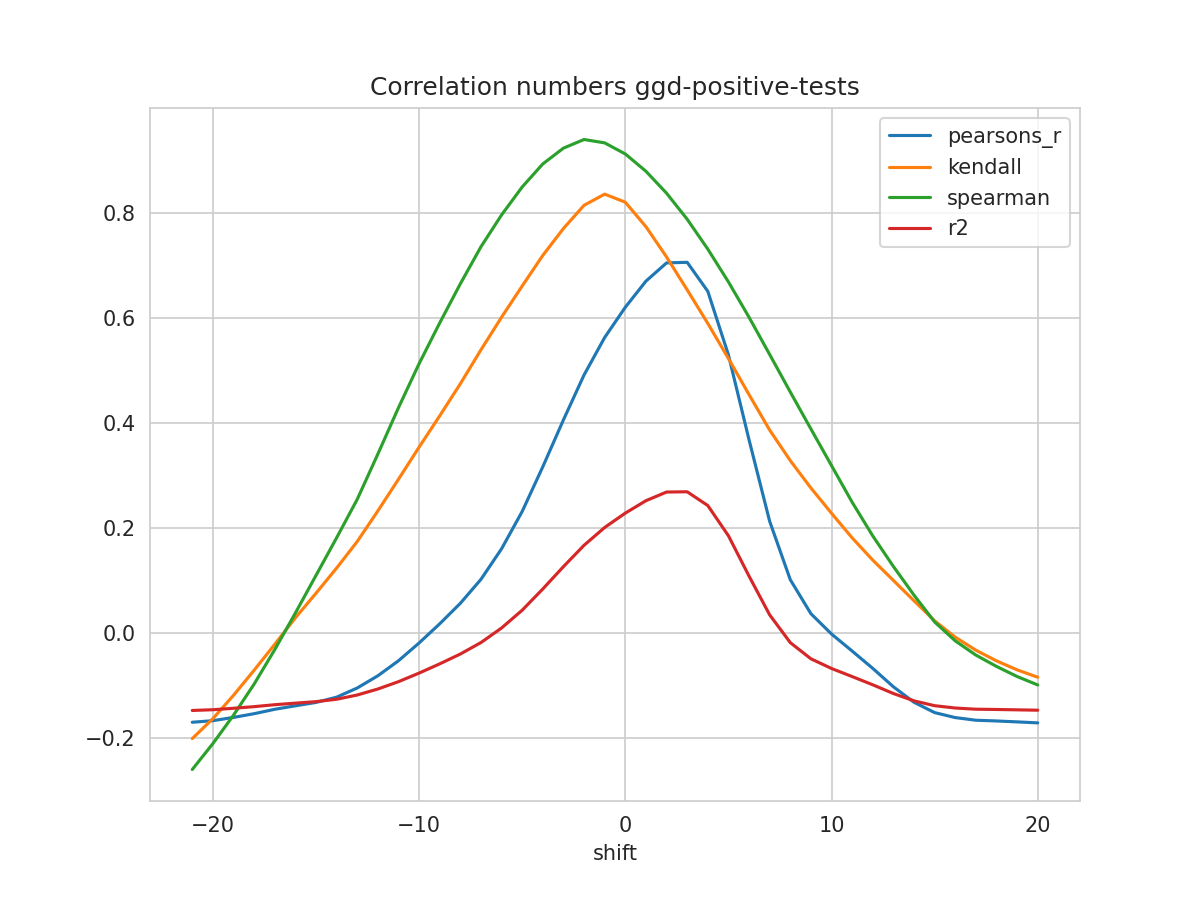 Correlation numbers ggd-positive-tests
pearsons_r
kendall
spearman
r2
0.8
0.6
0.4
0.2
0.0
−0.2
−20
−10
0
10
20
shift